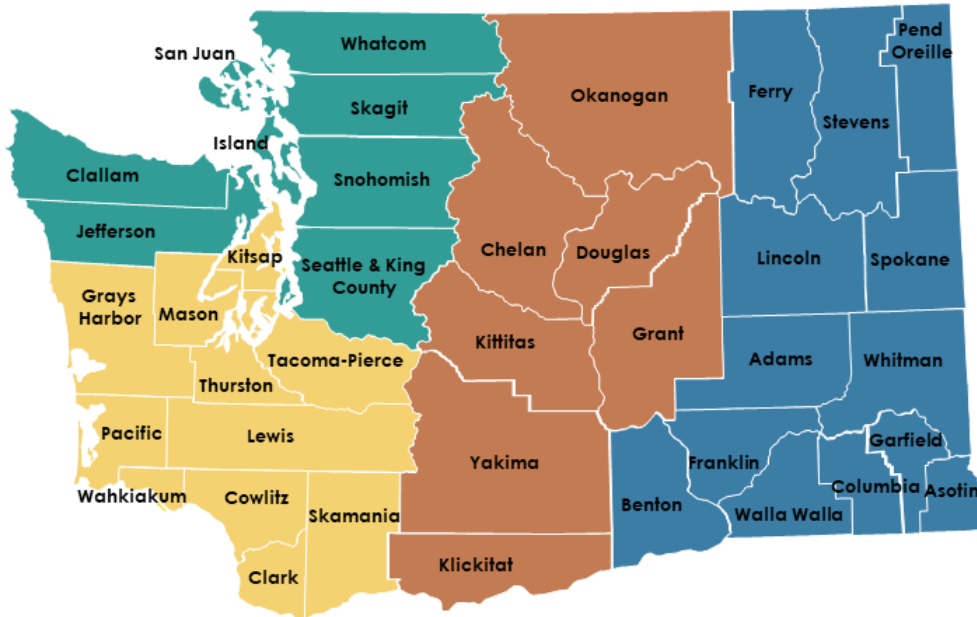 Whatcom
San Juan
Skagit
Island
Snohomish
Clallam
Jefferson
Seattle & King
County
Kitsap
Grays
Harbor
Mason
Tacoma-Pierce
Thurston
Pacific
Lewis
Wahkiakum
Cowlitz
Skamania
Clark
Okanogan
Chelan
Douglas
Kittitas
Grant
Yakima
Klickitat
Ferry
Stevens
Pend
Oreille
Lincoln
Spokane
Adams
Whitman
Franklin
Benton
Walla Walla
Columbia
Garfield
Asotin